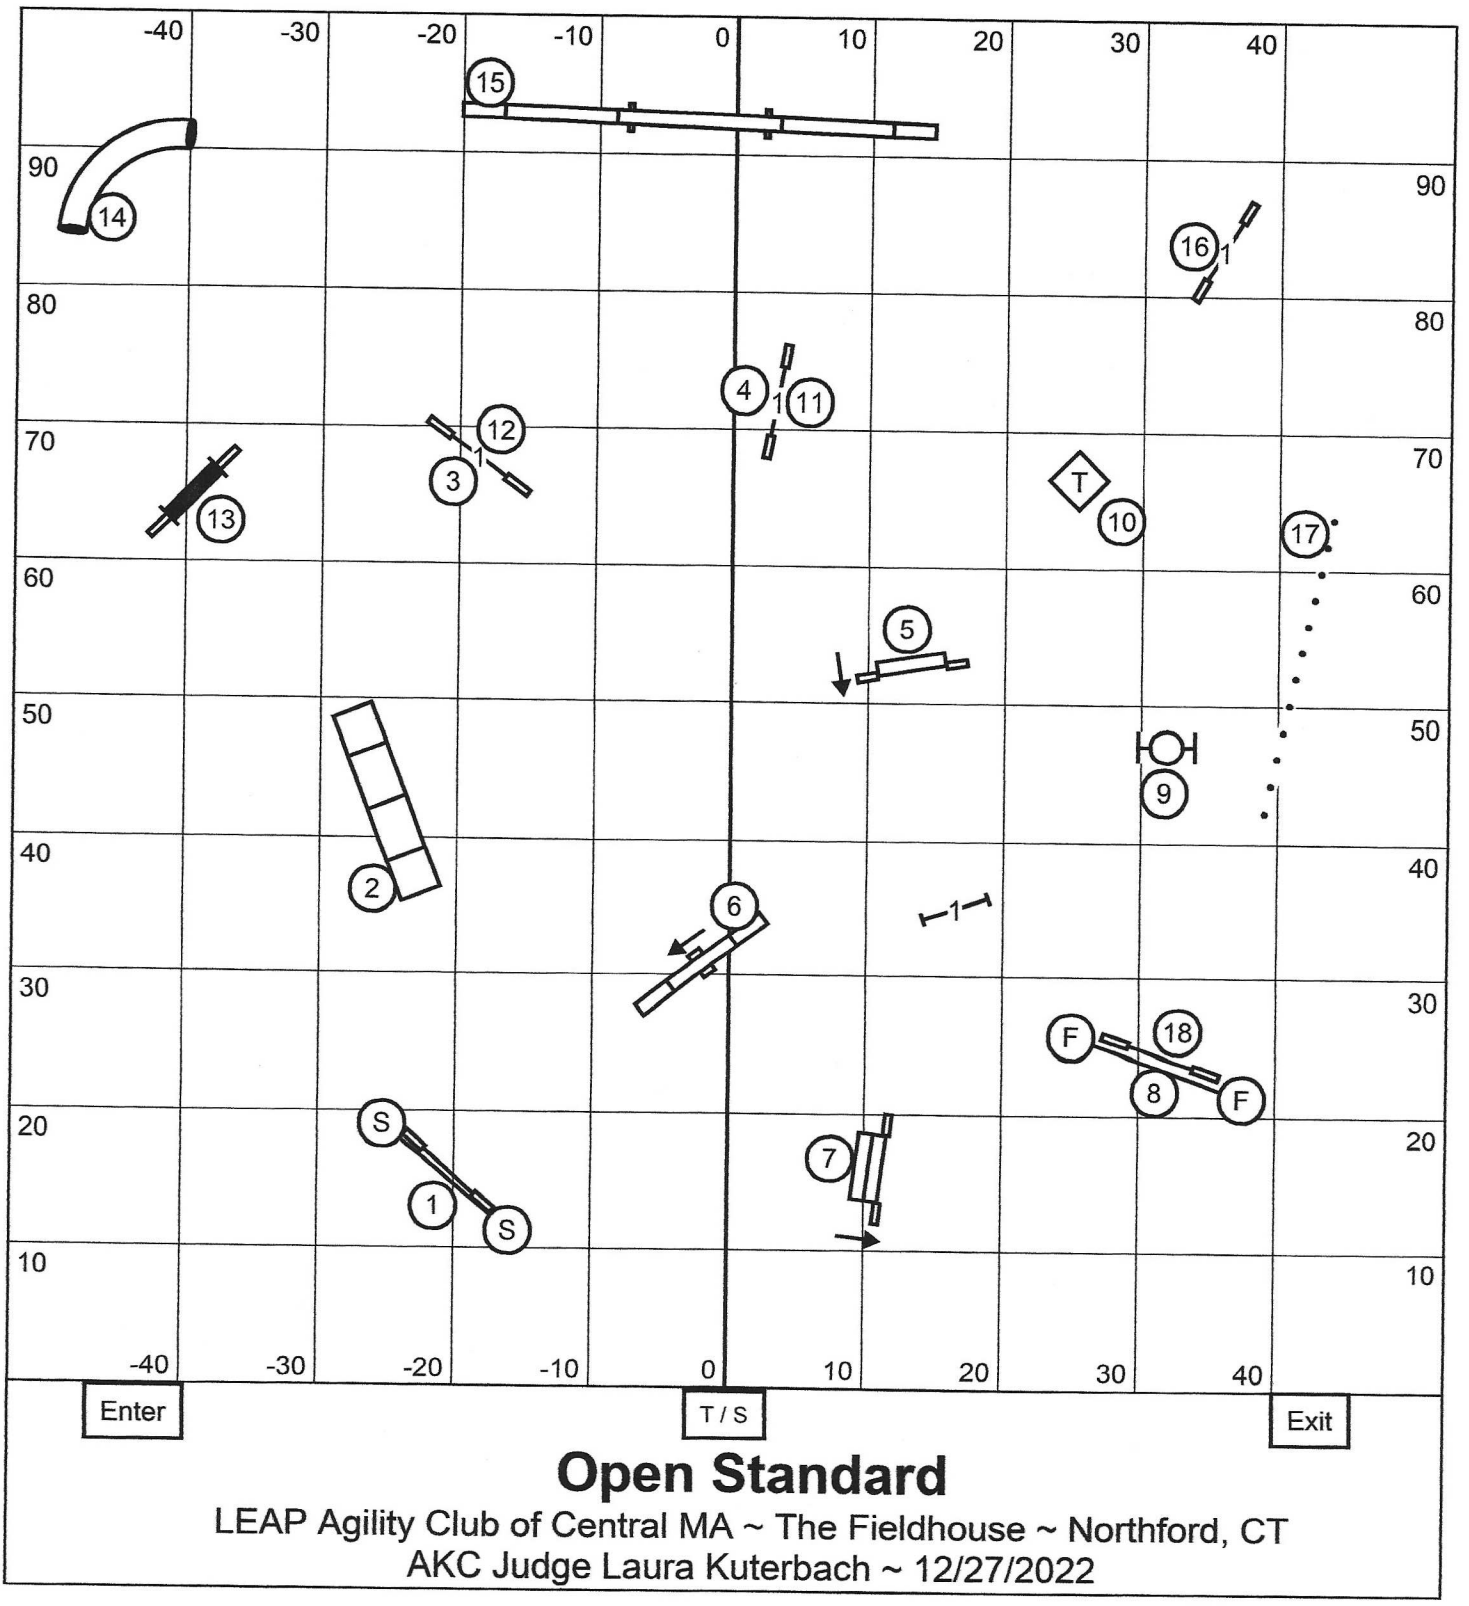 -40 -30 -20 -10 0 10 20 30 40
15
90 90
14
16 1
80 80
4 1 11
12
70 1 70
3
T
13 10 17
60 60
5
50 50
9
40 40
2
6
1
30 30
F 18
8 F
S
20 20
7
1
S
10 10
-40 -30 -20 -10 0 10 20 30 40
Enter T / S Exit
Open Standard
LEAP Agility Club of Central MA ~ The Fieldhouse ~ Northford, CT
AKC Judge Laura Kuterbach ~ 12/27/2022